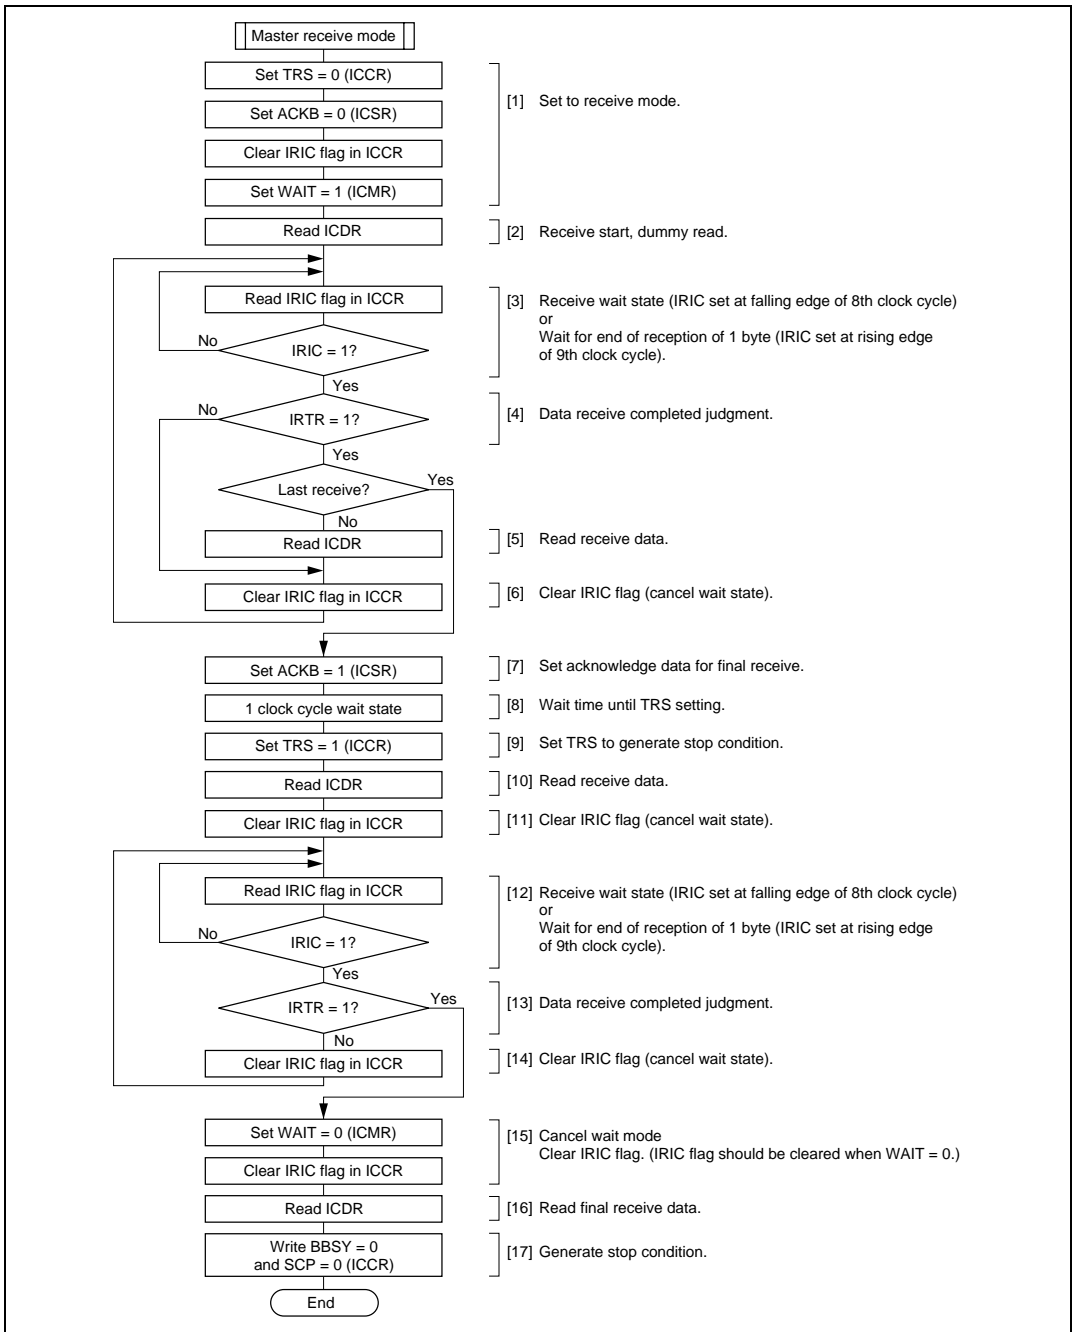 Master receive mode
Set TRS = 0 (ICCR)
[1] Set to receive mode.
Set ACKB = 0 (ICSR)
Clear IRIC flag in ICCR
Set WAIT = 1 (ICMR)
Read ICDR
[2] Receive start, dummy read.
Read IRIC flag in ICCR
[3] Receive wait state (IRIC set at falling edge of 8th clock cycle)
or
Wait for end of reception of 1 byte (IRIC set at rising edge
of 9th clock cycle).
No
IRIC = 1?
Yes
No
IRTR = 1?
[4] Data receive completed judgment.
Yes
Last receive?
Yes
No
Read ICDR
[5] Read receive data.
Clear IRIC flag in ICCR
[6] Clear IRIC flag (cancel wait state).
Set ACKB = 1 (ICSR)
[7] Set acknowledge data for final receive.
1 clock cycle wait state
[8] Wait time until TRS setting.
Set TRS = 1 (ICCR)
[9] Set TRS to generate stop condition.
Read ICDR
[10] Read receive data.
Clear IRIC flag in ICCR
[11] Clear IRIC flag (cancel wait state).
Read IRIC flag in ICCR
[12] Receive wait state (IRIC set at falling edge of 8th clock cycle)
or
Wait for end of reception of 1 byte (IRIC set at rising edge
of 9th clock cycle).
No
IRIC = 1?
Yes
IRTR = 1?
Yes
[13] Data receive completed judgment.
No
Clear IRIC flag in ICCR
[14] Clear IRIC flag (cancel wait state).
Set WAIT = 0 (ICMR)
[15] Cancel wait mode
Clear IRIC flag. (IRIC flag should be cleared when WAIT = 0.)
Clear IRIC flag in ICCR
Read ICDR
[16] Read final receive data.
Write BBSY = 0
and SCP = 0 (ICCR)
[17] Generate stop condition.
End